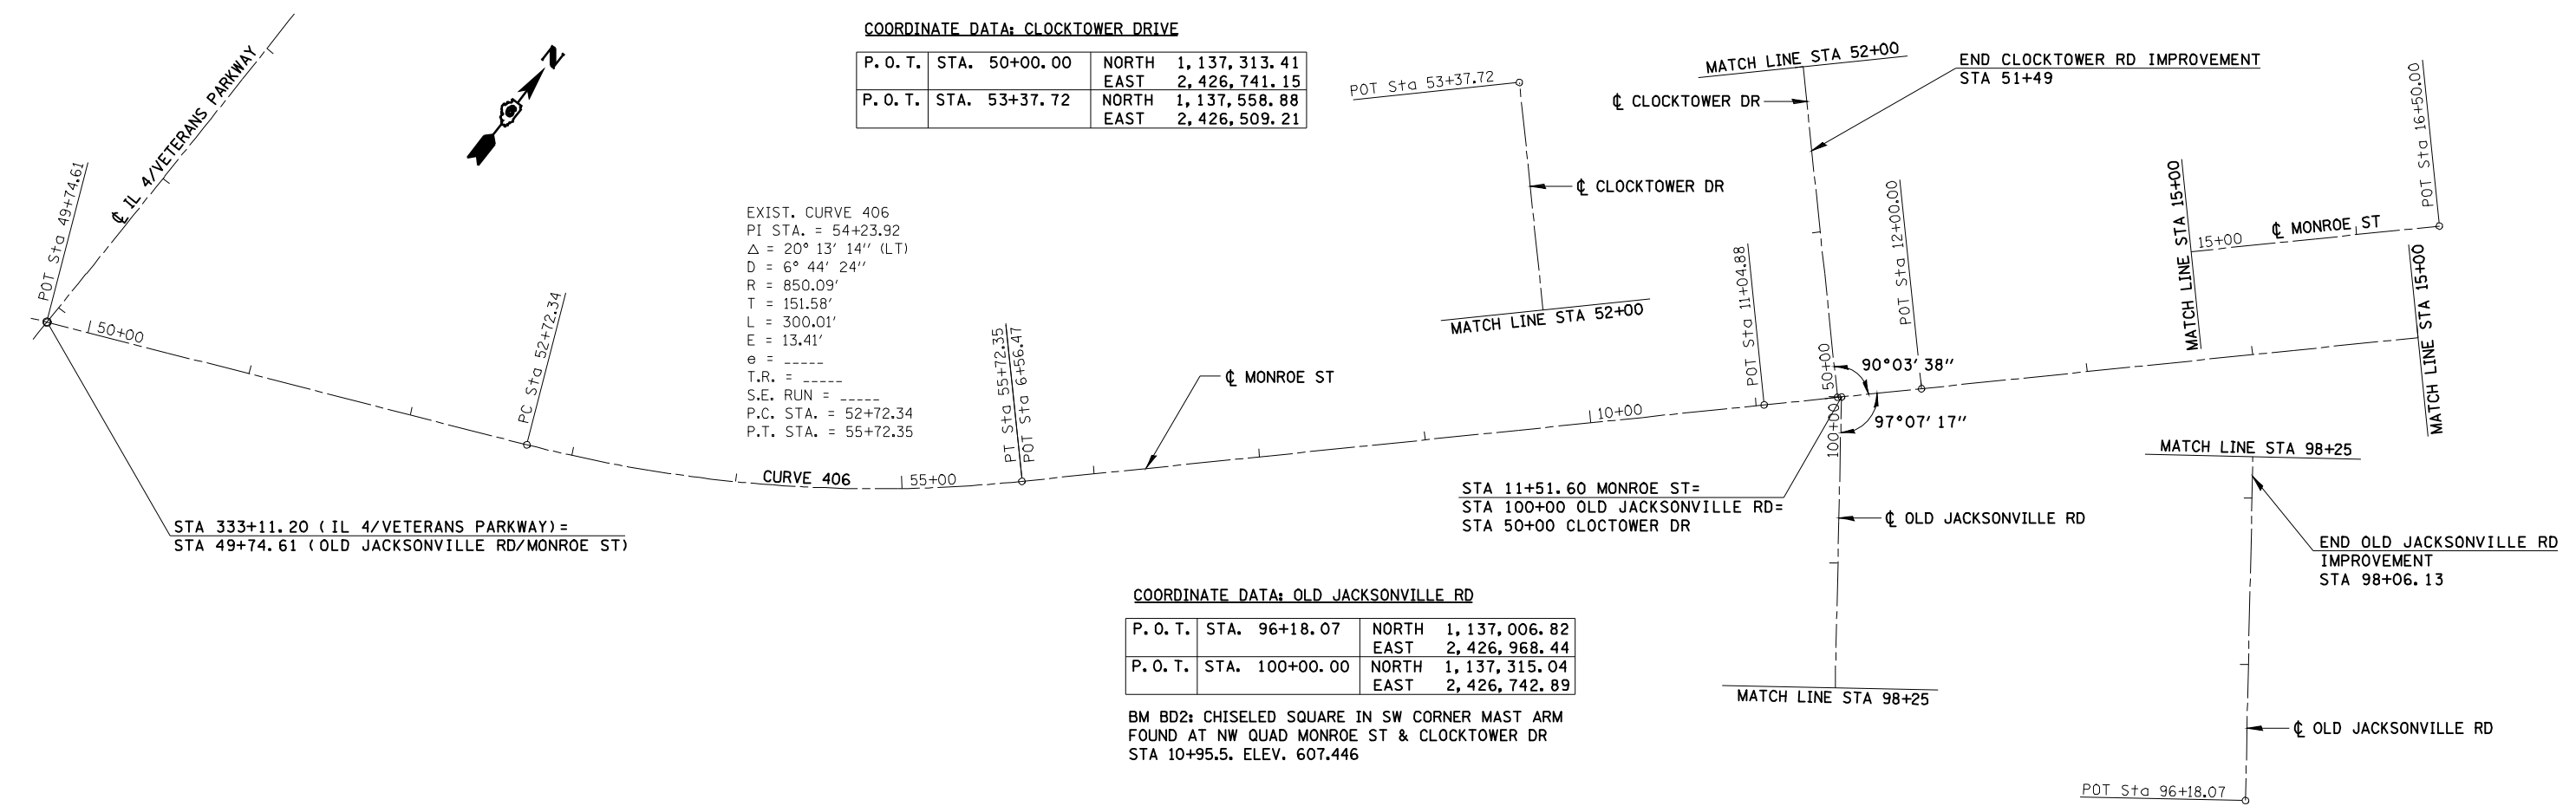 COORDINATE DATA: CLOCKTOWER DRIVE
P.O.T. STA. 50+00.00 NORTH 1,137,313.41
EAST 2,426,741.15
P.O.T. STA. 53+37.72 NORTH 1,137,558.88
EAST 2,426,509.21
N
℄ IL 4/VETERANS PARKWAY
POT Sta 49+74.61
50+00
PC Sta 52+72.34
STA 333+11.20 (IL 4/VETERANS PARKWAY)=
STA 49+74.61 (OLD JACKSONVILLE RD/MONROE ST)
EXIST. CURVE 406
PI STA. = 54+23.92
△ = 20° 13' 14" (LT)
D = 6° 44' 24"
R = 850.09'
T = 151.58'
L = 300.01'
E = 13.41'
e = _____
T.R. = _____
S.E. RUN = _____
P.C. STA. = 52+72.34
P.T. STA. = 55+72.35
CURVE 406
55+00
PT Sta 55+72.35
POT Sta 6+56.47
℄ MONROE ST
POT Sta 53+37.72
℄ CLOCKTOWER DR
MATCH LINE STA 52+00
MATCH LINE STA 52+00
℄ CLOCKTOWER DR
END CLOCKTOWER RD IMPROVEMENT
STA 51+49
10+00
POT Sta 11+04.88
50+00
100+00
POT Sta 12+00.00
90°03'38"
97°07'17"
STA 11+51.60 MONROE ST=
STA 100+00 OLD JACKSONVILLE RD=
STA 50+00 CLOCTOWER DR
MATCH LINE STA 15+00
15+00
℄ MONROE ST
POT Sta 16+50.00
MATCH LINE STA 15+00
℄ OLD JACKSONVILLE RD
MATCH LINE STA 98+25
MATCH LINE STA 98+25
END OLD JACKSONVILLE RD
IMPROVEMENT
STA 98+06.13
℄ OLD JACKSONVILLE RD
POT Sta 96+18.07
COORDINATE DATA: OLD JACKSONVILLE RD
P.O.T. STA. 96+18.07 NORTH 1,137,006.82
EAST 2,426,968.44
P.O.T. STA. 100+00.00 NORTH 1,137,315.04
EAST 2,426,742.89
BM BD2: CHISELED SQUARE IN SW CORNER MAST ARM
FOUND AT NW QUAD MONROE ST & CLOCKTOWER DR
STA 10+95.5. ELEV. 607.446